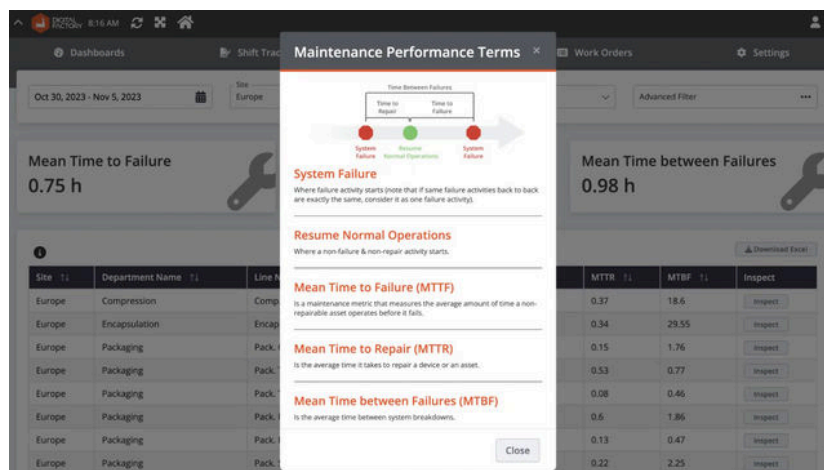 DIGITAL
FACTORY
8:16 AM
Dashboards
Shift Trac
Work Orders
Settings
Oct 30, 2023 - Nov 5, 2023
Site
Europe
Advanced Filter
Mean Time to Failure
0.75 h
Mean Time between Failures
0.98 h
Download Excel
Site Department Name Line N MTTR MTBF Inspect
Europe Compression Comp 0.37 18.6 Inspect
Europe Encapsulation Encap 0.34 29.55 Inspect
Europe Packaging Pack. 0.15 1.76 Inspect
Europe Packaging Pack. 0.53 0.77 Inspect
Europe Packaging Pack. 0.08 0.46 Inspect
Europe Packaging Pack. 0.6 1.86 Inspect
Europe Packaging Pack. 0.13 0.47 Inspect
Europe Packaging Pack. 0.22 2.25 Inspect
Maintenance Performance Terms ×
Time Between Failures
Time to Repair
Time to Failure
System Failure
Resume Normal Operations
System Failure
System Failure
Where failure activity starts (note that if same failure activities back to back
are exactly the same, consider it as one failure activity).
Resume Normal Operations
Where a non-failure & non-repair activity starts.
Mean Time to Failure (MTTF)
Is a maintenance metric that measures the average amount of time a non-
repairable asset operates before it fails.
Mean Time to Repair (MTTR)
Is the average time it takes to repair a device or an asset.
Mean Time between Failures (MTBF)
Is the average time between system breakdowns.
Close